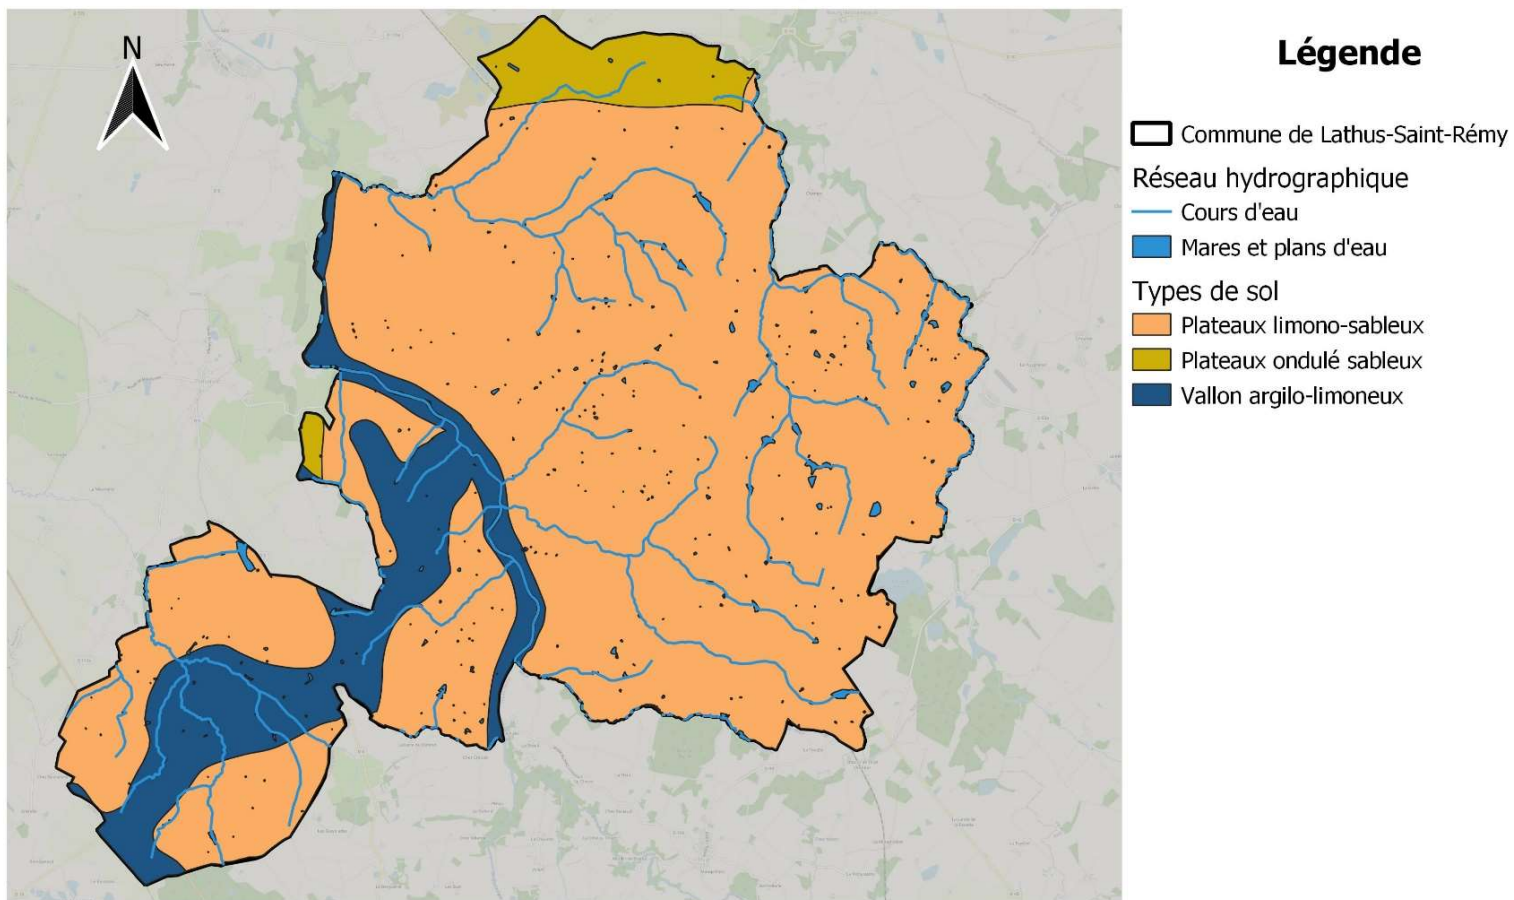 N
Légende
Commune de Lathus-Saint-Rémy
Réseau hydrographique
Cours d'eau
Mares et plans d'eau
Types de sol
Plateaux limono-sableux
Plateaux ondulé sableux
Vallon argilo-limoneux